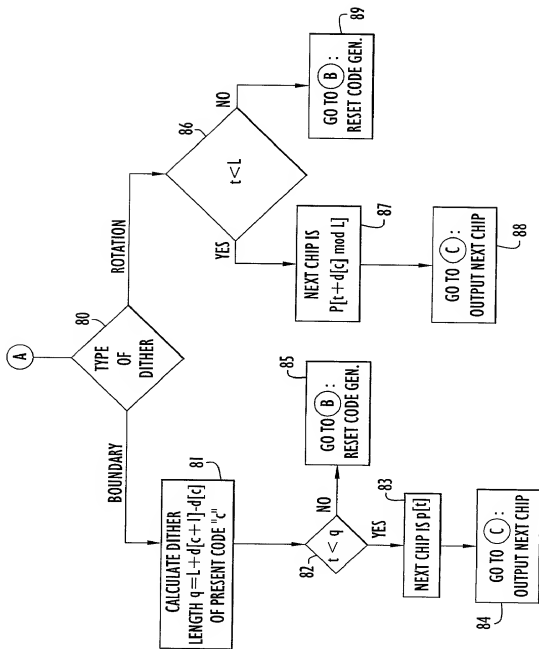 A
80
TYPE
OF
DITHER
BOUNDARY
ROTATION
81
CALCULATE DITHER
LENGTH q=L+d[c+1]-d[c]
OF PRESENT CODE "c"
82
t < q
NO
85
GO TO B :
RESET CODE GEN.
YES
83
NEXT CHIP IS p[t]
84
GO TO C :
OUTPUT NEXT CHIP
86
t<L
YES
87
NEXT CHIP IS
P[t+d[c] mod L]
88
GO TO C :
OUTPUT NEXT CHIP
NO
89
GO TO B :
RESET CODE GEN.